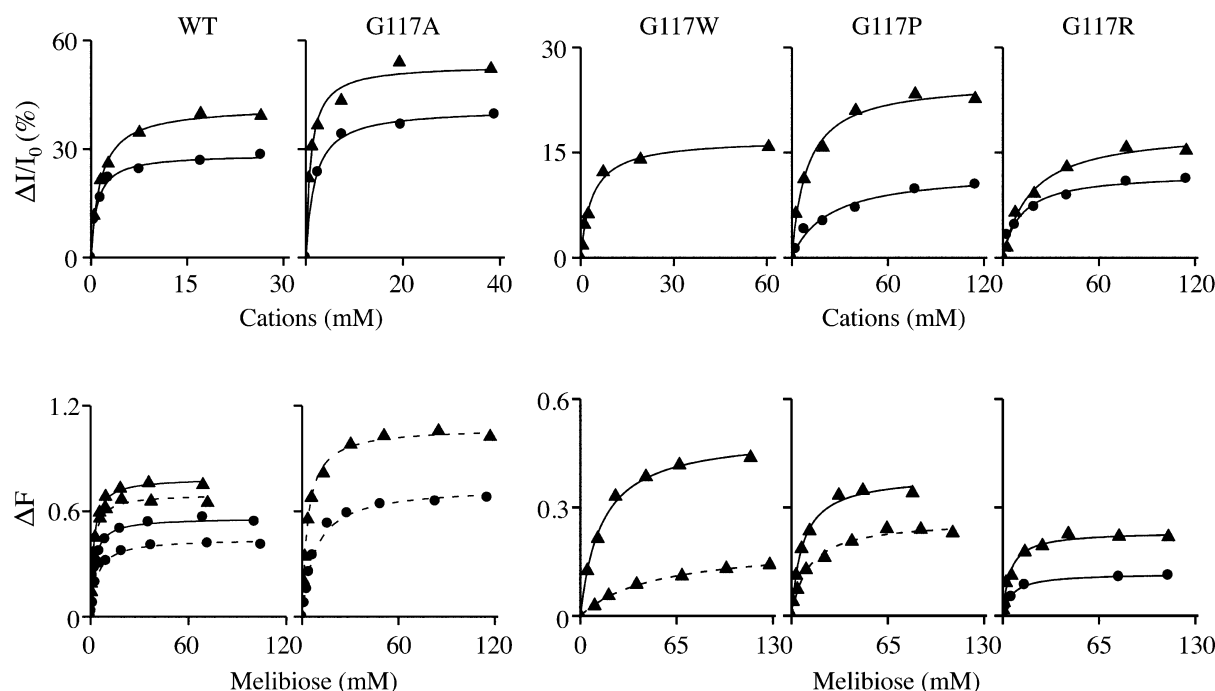 WT G117A G117W G117P G117R
60 30
ΔI/I0 (%)
30 15
0 0
0 15 30 20 40 0 30 60 60 120 60 120
Cations (mM) Cations (mM)
1.2 0.6
ΔF
0.6 0.3
0 0
0 60 120 60 120 0 65 130 65 130 65 130
Melibiose (mM) Melibiose (mM)